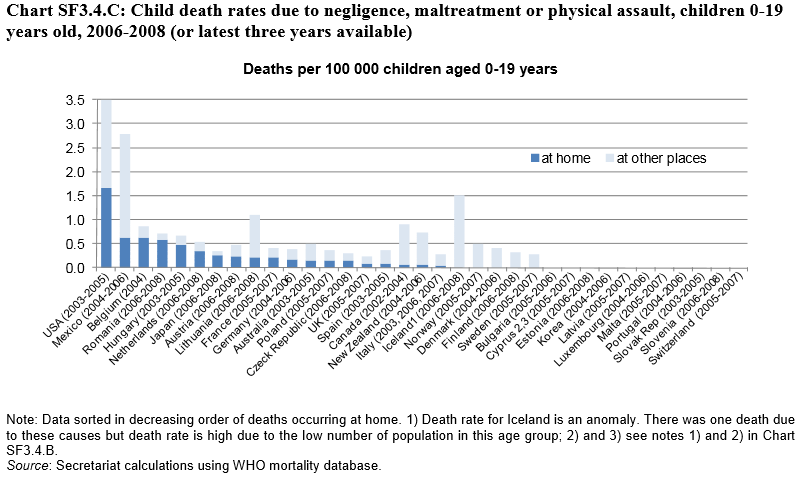 Chart SF3.4.C: Child death rates due to negligence, maltreatment or physical assault, children 0-19
years old, 2006-2008 (or latest three years available)
Deaths per 100 000 children aged 0-19 years
3.5
3.0
2.5
2.0
1.5
1.0
0.5
0.0
at home
at other places
USA (2003-2005)
Mexico (2004-2006)
Belgium (2004)
Romania (2006-2008)
Hungary (2003-2005)
Netherlands (2006-2008)
Japan (2006-2008)
Austria (2006-2008)
Lithuania (2006-2008)
France (2005-2007)
Germany (2004-2006)
Australia (2003-2005)
Poland (2005-2007)
Czeck Republic (2006-2008)
UK (2005-2007)
Spain (2003-2005)
Canada (2002-2004)
New Zealand (2004-2006)
Italy (2003, 2006, 2007)
Iceland1 (2006-2008)
Norway (2005-2007)
Denmark (2004-2006)
Finland (2006-2008)
Sweden (2005-2007)
Bulgaria (2005-2006)
Cyprus 2,3 (2005-2007)
Estonia (2006-2008)
Korea (2004-2006)
Latvia (2005-2007)
Luxembourg (2004-2006)
Malta (2005-2007)
Portugal (2004-2006)
Slovak Rep (2003-2005)
Slovenia (2006-2008)
Switzerland (2005-2007)
Note: Data sorted in decreasing order of deaths occurring at home. 1) Death rate for Iceland is an anomaly. There was one death due
to these causes but death rate is high due to the low number of population in this age group; 2) and 3) see notes 1) and 2) in Chart
SF3.4.B.
Source: Secretariat calculations using WHO mortality database.